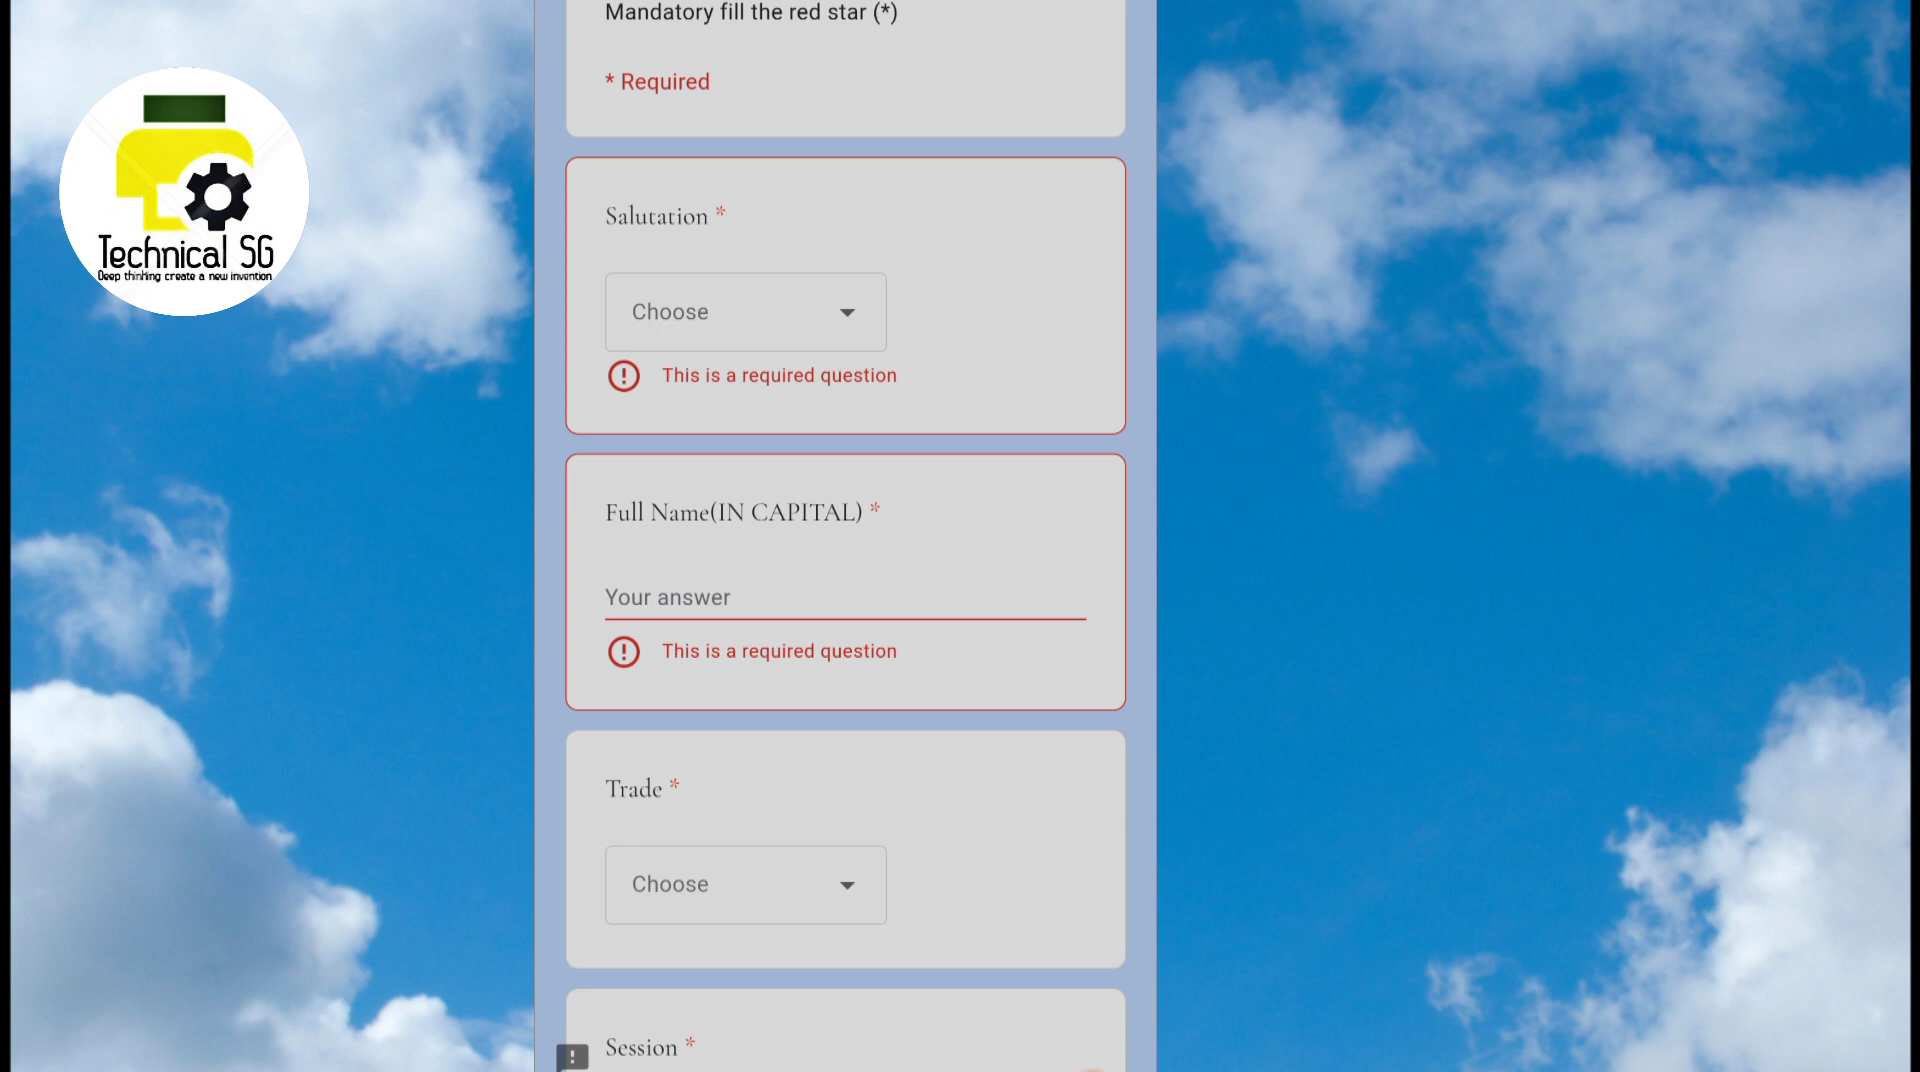 Mandatory fill the red star (*)
* Required
Technical SG
Deep thinking create a new invention
Salutation *
Choose
This is a required question
Full Name(IN CAPITAL) *
Your answer
This is a required question
Trade *
Choose
Session *